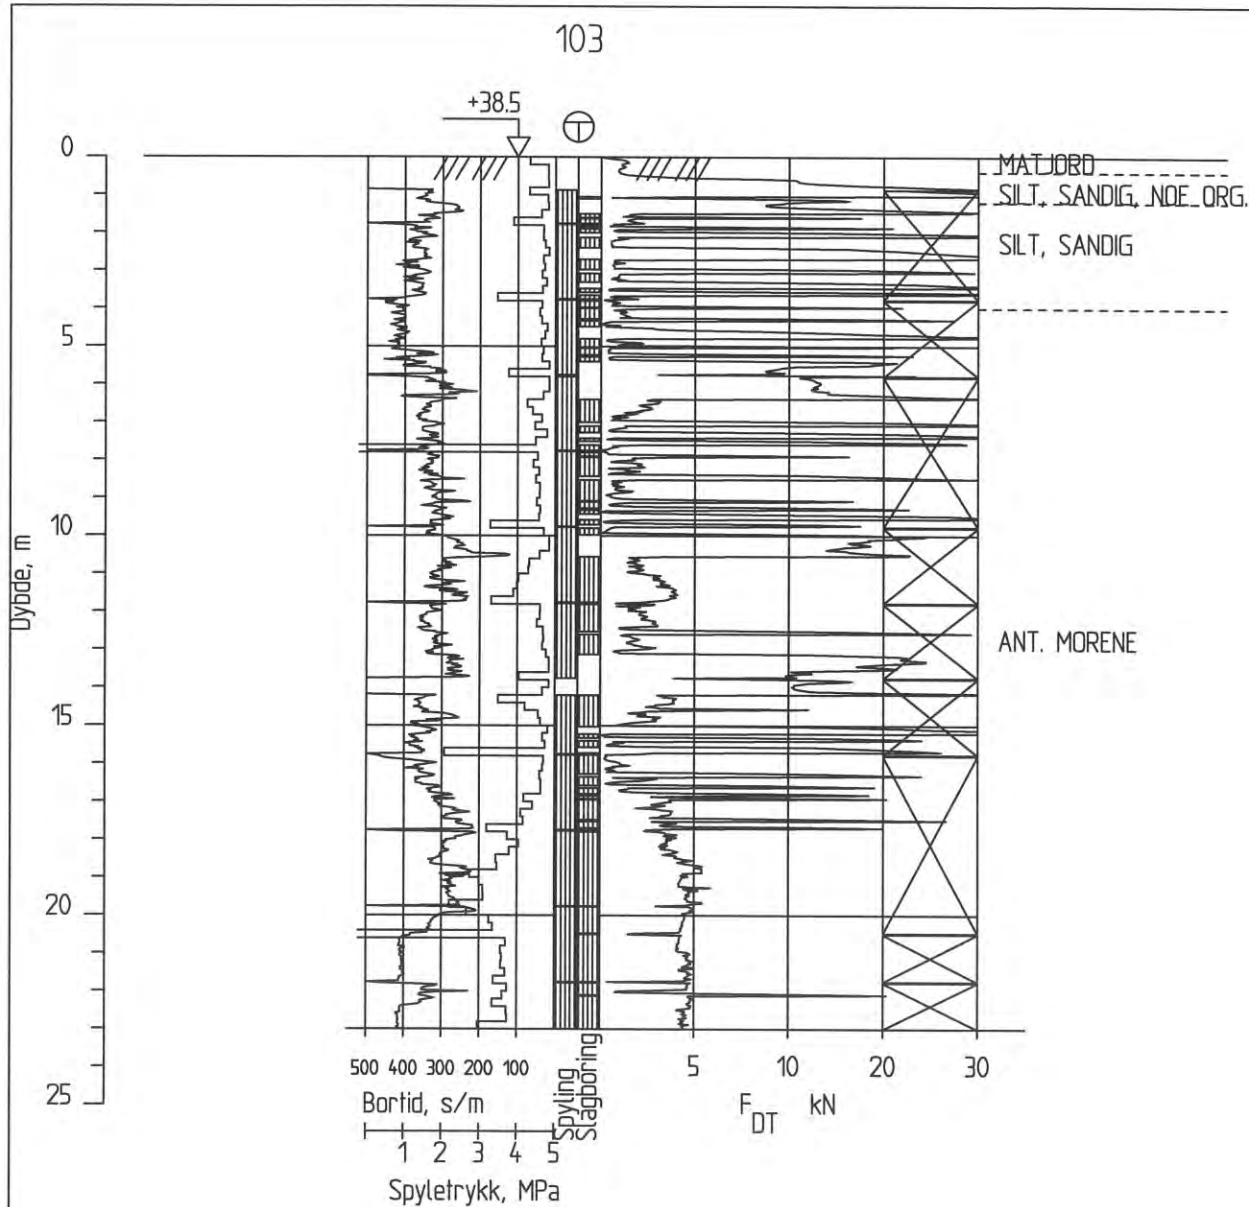 103
+38.5
0
MATJORD
SILT, SANDIG, NOE ORG.
SILT, SANDIG
5
10
Dybde, m
ANT. MORENE
15
20
25
500 400 300 200 100
Bortid, s/m
1 2 3 4 5
Spyletrykk, MPa
Spyling
Slagboring
5 10 20 30
F_DT kN